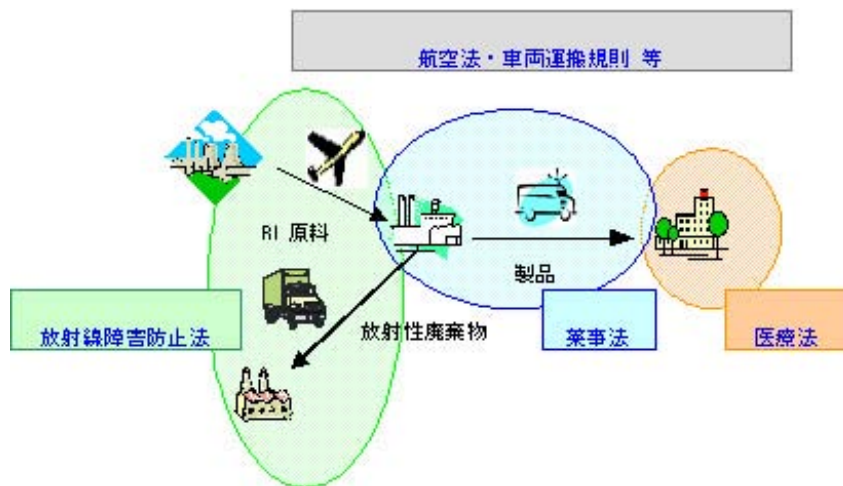 航空法・車両運搬規則 等
RI 原料
製品
放射線障害防止法
放射性廃棄物
薬事法
医療法